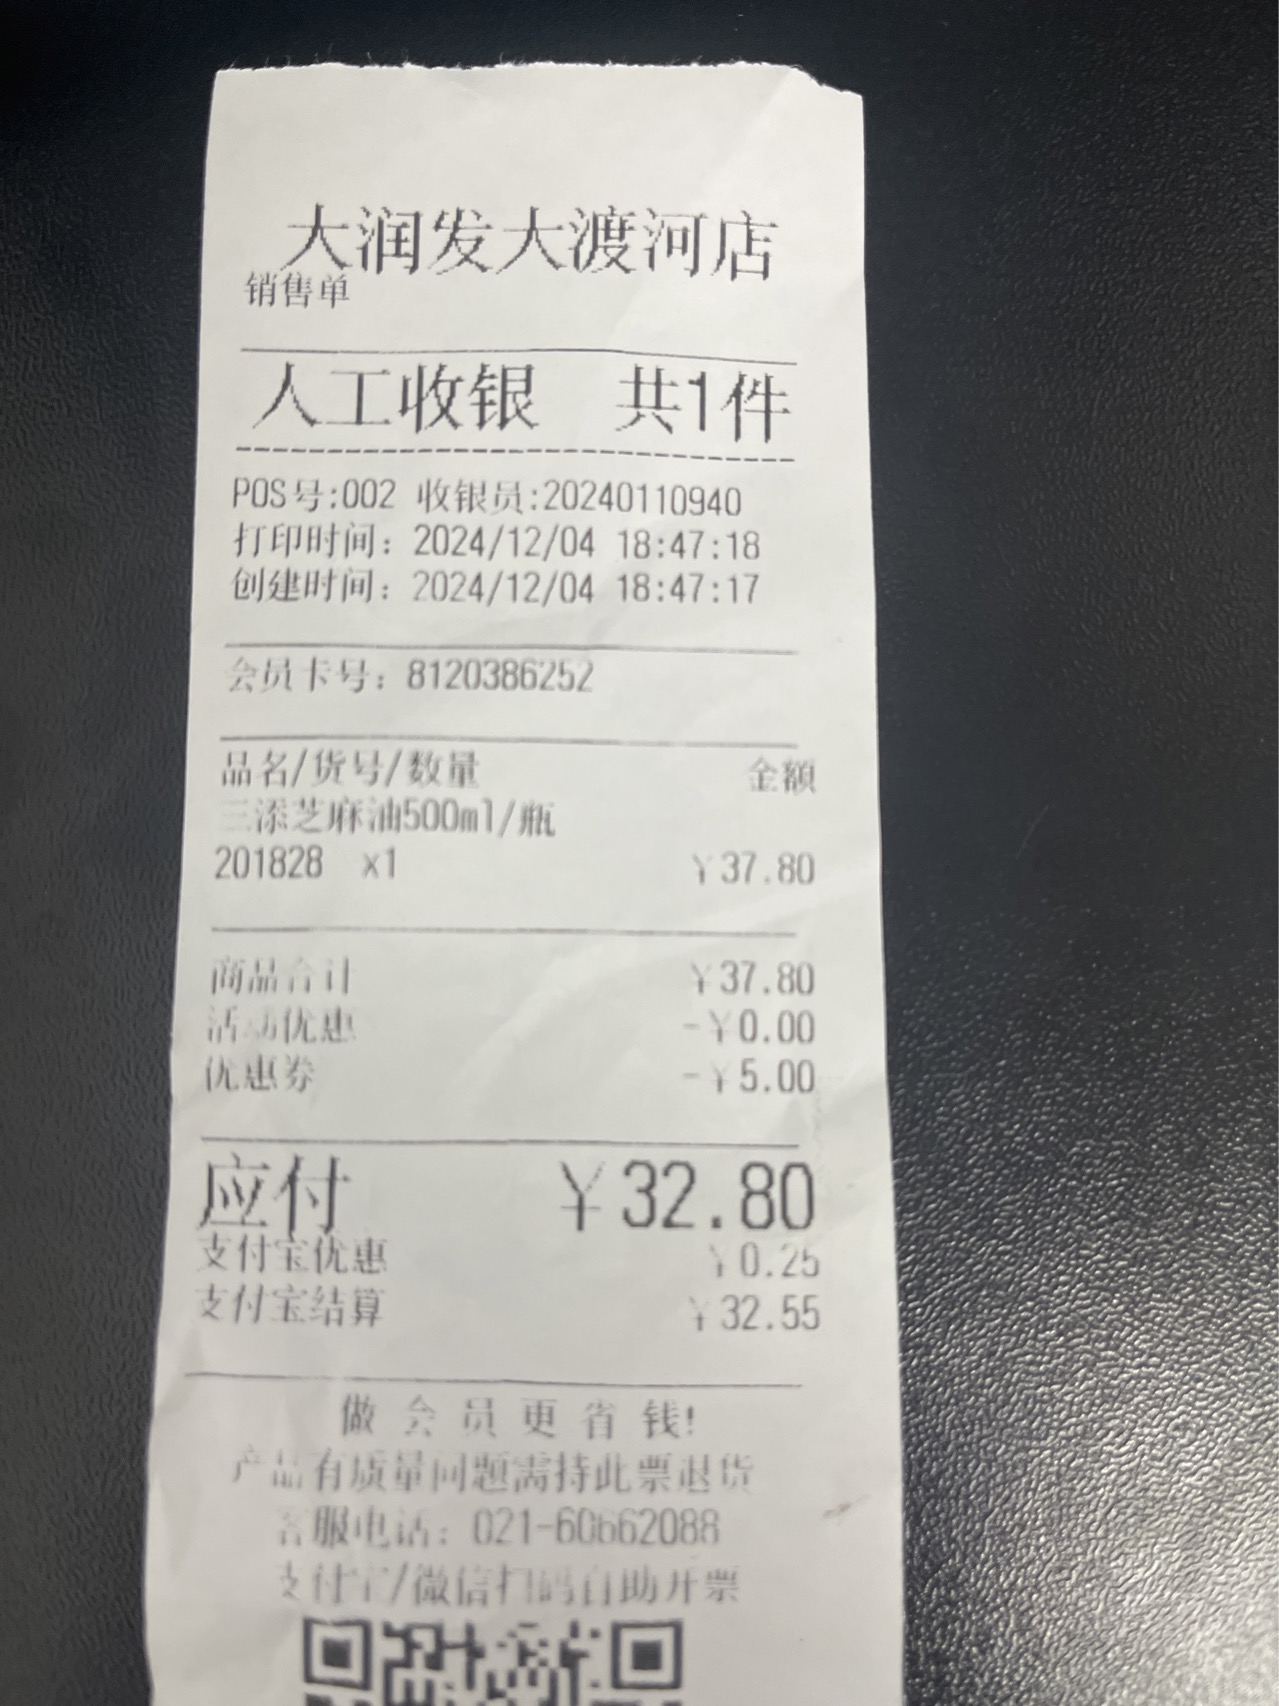 大润发大渡河店
销售单
人工收银 共1件
POS号:002 收银员:20240110940
打印时间: 2024/12/04 18:47:18
创建时间: 2024/12/04 18:47:17
会员卡号: 8120386252
品名/货号/数量 金额
三添芝麻油500ml/瓶
201828 x1 ¥37.80
商品合计 ¥37.80
活动优惠 -¥0.00
优惠券 -¥5.00
应付 ¥32.80
支付宝优惠 ¥0.25
支付宝结算 ¥32.55
做会员更省钱!
产品有质量问题需持此票退货
客服电话: 021-60662088
支付宝/微信扫码自助开票